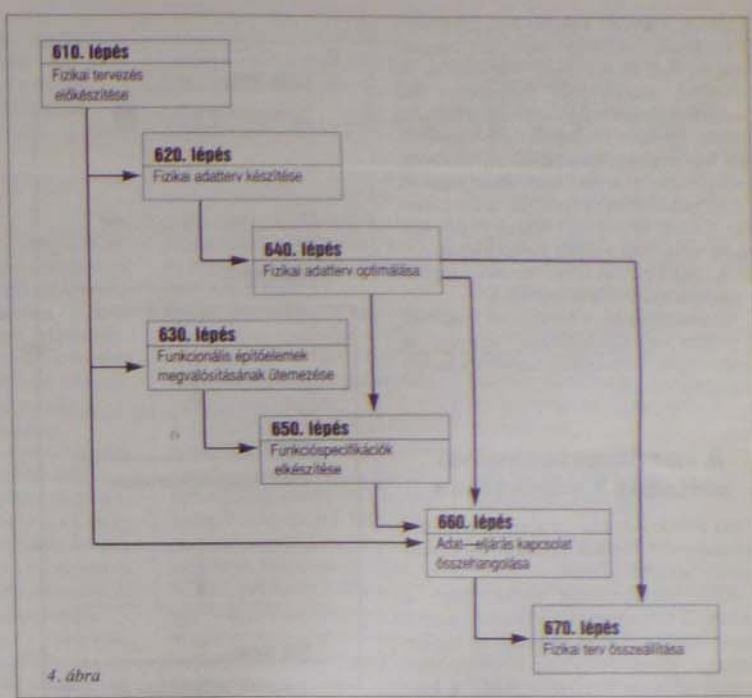 610. lépés
Fizikai tervezés
előkészítése
620. lépés
Fizikai adatterv készítése
640. lépés
Fizikai adatterv optimálása
630. lépés
Funkcionális építőelemek
megvalósításának ütemezése
650. lépés
Funkcióspecifikációk
elkészítése
660. lépés
Adat—eljárás kapcsolat
összehangolása
670. lépés
Fizikai terv összeállítása
4. ábra